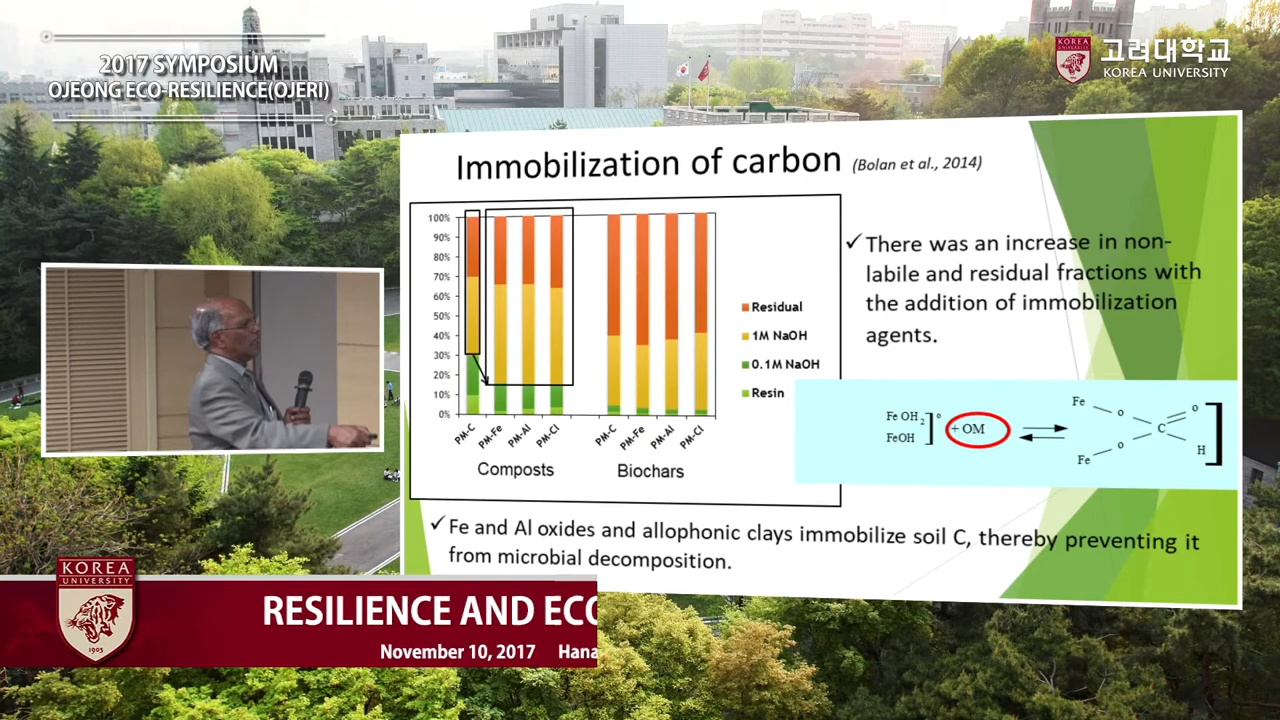 2017 SYMPOSIUM
OJEONG ECO-RESILIENCE(OJERI)
KOREA
UNIVERSITY
고려대학교
KOREA UNIVERSITY
Immobilization of carbon (Bolan et al., 2014)
100%
90%
80%
70%
60%
50%
40%
30%
20%
10%
0%
PM-C
PM-Fe
PM-Al
PM-Cl
PM-C
PM-Fe
PM-Al
PM-Cl
Composts
Biochars
Residual
1M NaOH
0.1M NaOH
Resin
✓ There was an increase in non-
labile and residual fractions with
the addition of immobilization
agents.
Fe OH2 ]°
FeOH
+ OM
Fe
o
o
C
o
Fe
H
✓ Fe and Al oxides and allophonic clays immobilize soil C, thereby preventing it
from microbial decomposition.
KOREA
UNIVERSITY
1905
RESILIENCE AND ECO
November 10, 2017 Hana